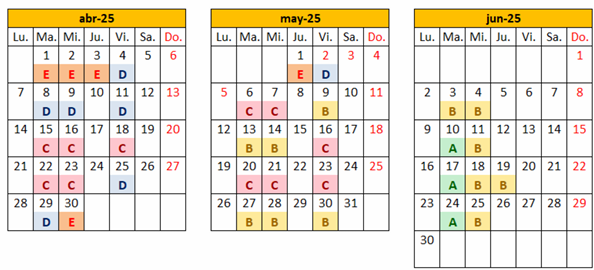 abr-25
Lu. Ma. Mi. Ju. Vi. Sa. Do.
1 2 3 4 5 6
E E E D
7 8 9 10 11 12 13
D D D
14 15 16 17 18 19 20
C C C
21 22 23 24 25 26 27
C C D
28 29 30
D E
may-25
Lu. Ma. Mi. Ju. Vi. Sa. Do.
1 2 3 4
E D
5 6 7 8 9 10 11
C C B
12 13 14 15 16 17 18
B B C
19 20 21 22 23 24 25
C C C
26 27 28 29 30 31
B B B
jun-25
Lu. Ma. Mi. Ju. Vi. Sa. Do.
1
2 3 4 5 6 7 8
B B
9 10 11 12 13 14 15
A B
16 17 18 19 20 21 22
A B B
23 24 25 26 27 28 29
A B
30